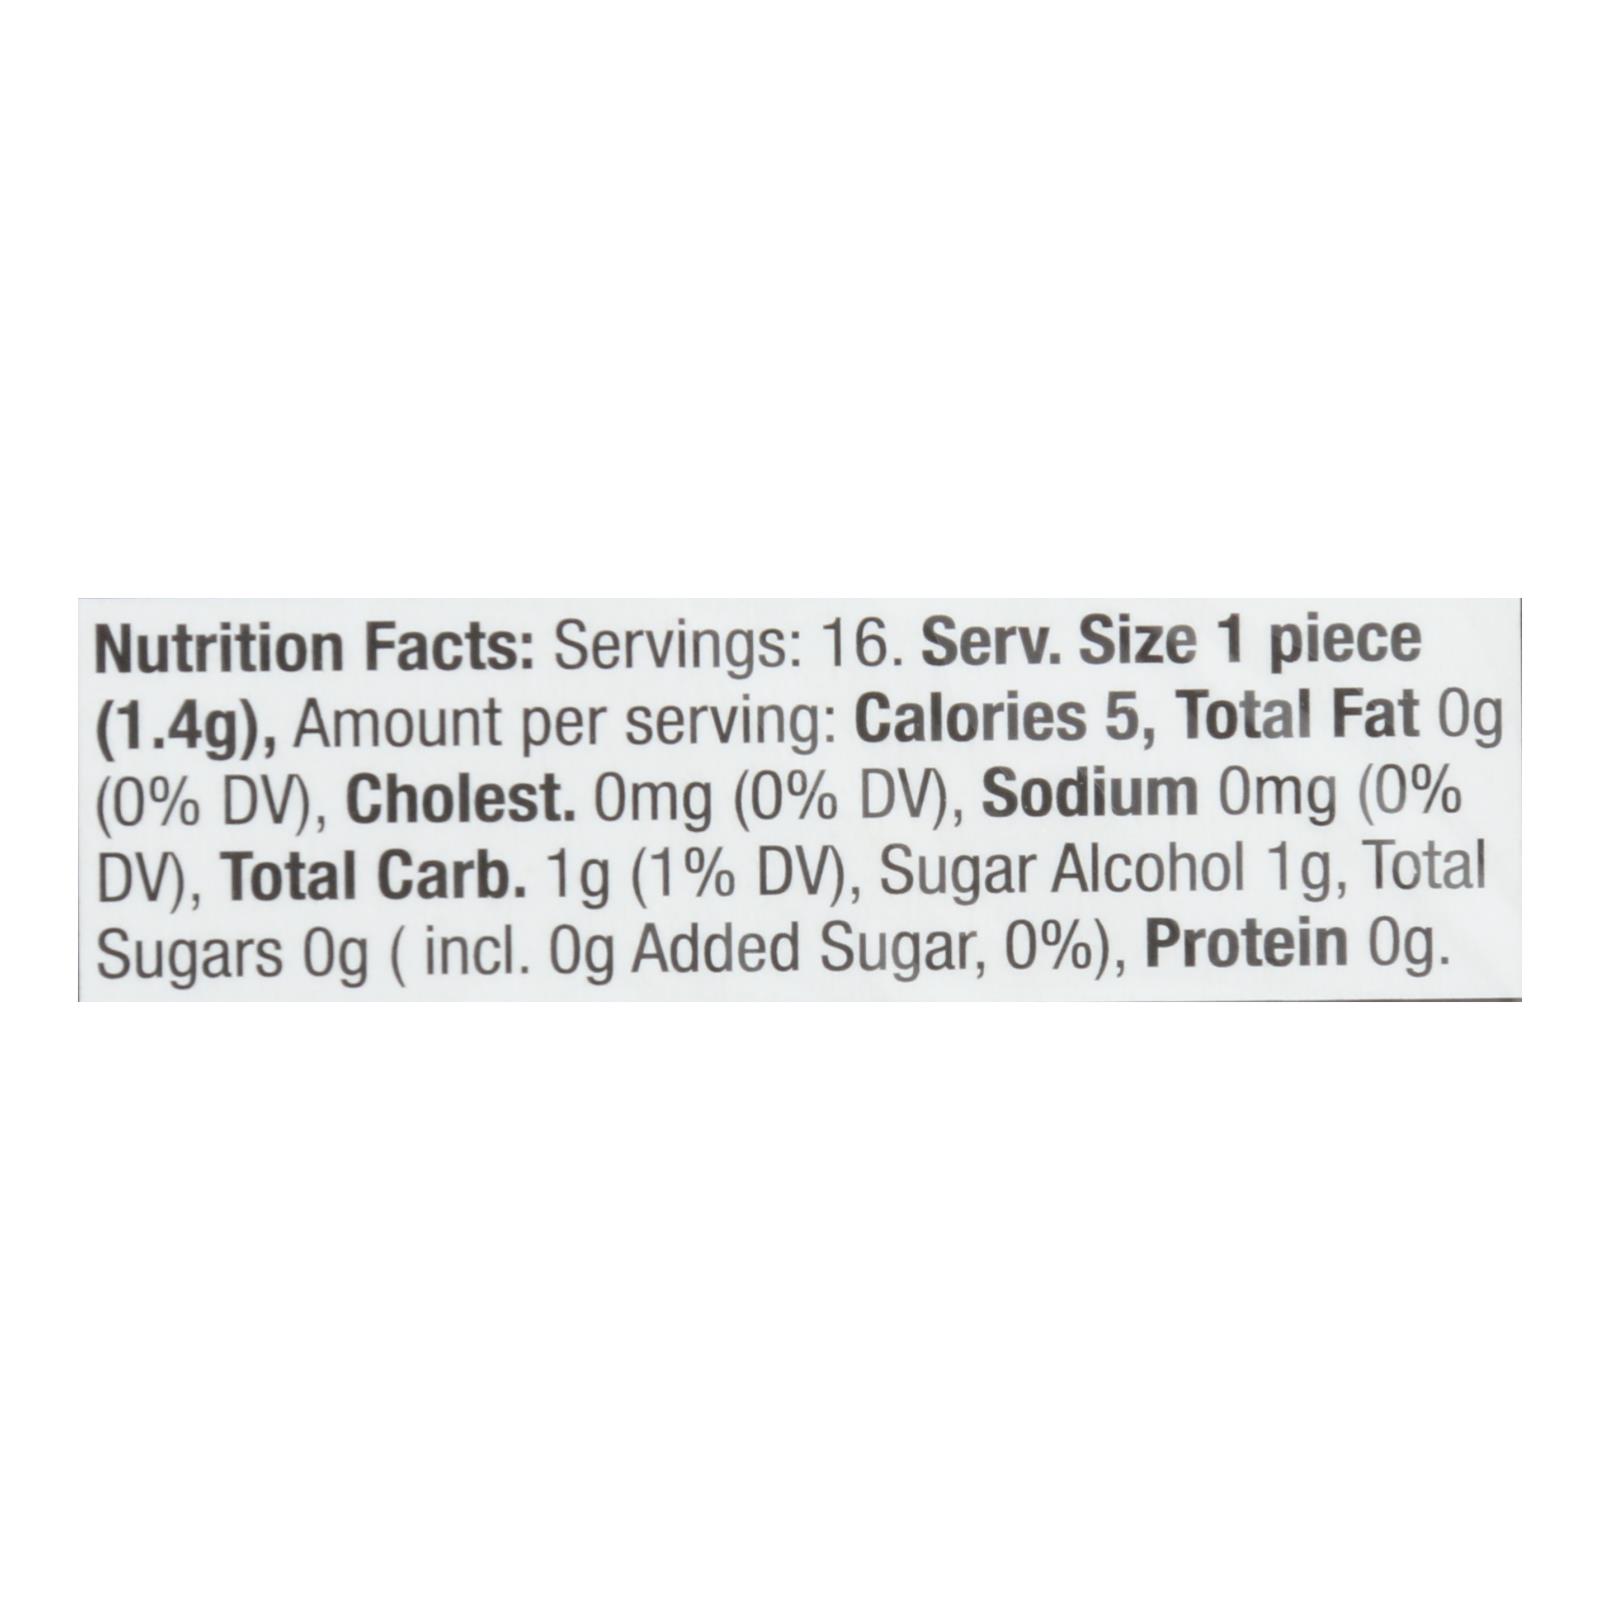 Nutrition Facts: Servings: 16. Serv. Size 1 piece
(1.4g), Amount per serving: Calories 5, Total Fat 0g
(0% DV), Cholest. 0mg (0% DV), Sodium 0mg (0%
DV), Total Carb. 1g (1% DV), Sugar Alcohol 1g, Total
Sugars 0g ( incl. 0g Added Sugar, 0%), Protein 0g.